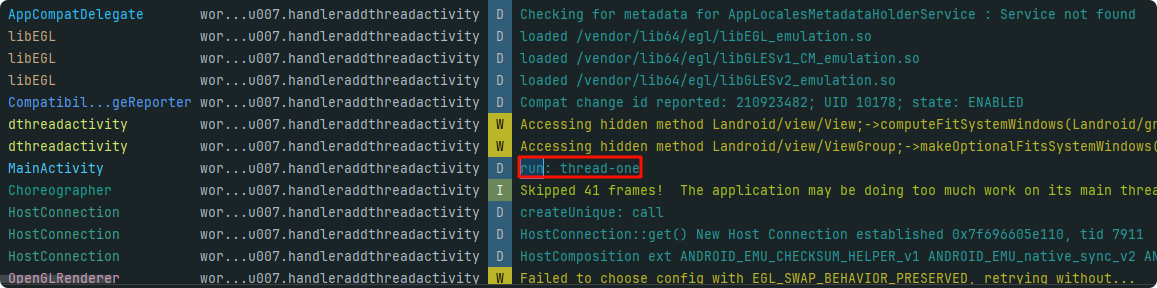 AppCompatDelegate wor...u007.handleraddthreadactivity D Checking for metadata for AppLocalesMetadataHolderService : Service not found
libEGL wor...u007.handleraddthreadactivity D loaded /vendor/lib64/egl/libEGL_emulation.so
libEGL wor...u007.handleraddthreadactivity D loaded /vendor/lib64/egl/libGLESv1_CM_emulation.so
libEGL wor...u007.handleraddthreadactivity D loaded /vendor/lib64/egl/libGLESv2_emulation.so
Compatibil...geReporter wor...u007.handleraddthreadactivity D Compat change id reported: 210923482; UID 10178; state: ENABLED
dthreadactivity wor...u007.handleraddthreadactivity W Accessing hidden method Landroid/view/View;->computeFitSystemWindows(Landroid/gr
dthreadactivity wor...u007.handleraddthreadactivity W Accessing hidden method Landroid/view/ViewGroup;->makeOptionalFitsSystemWindows(
MainActivity wor...u007.handleraddthreadactivity D run: thread-one
Choreographer wor...u007.handleraddthreadactivity I Skipped 41 frames!  The application may be doing too much work on its main threa
HostConnection wor...u007.handleraddthreadactivity D createUnique: call
HostConnection wor...u007.handleraddthreadactivity D HostConnection::get() New Host Connection established 0x7f696605e110, tid 7911
HostConnection wor...u007.handleraddthreadactivity D HostComposition ext ANDROID_EMU_CHECKSUM_HELPER_v1 ANDROID_EMU_native_sync_v2 AN
OpenGLRenderer wor...u007.handleraddthreadactivity W Failed to choose config with EGL_SWAP_BEHAVIOR_PRESERVED, retrying without...